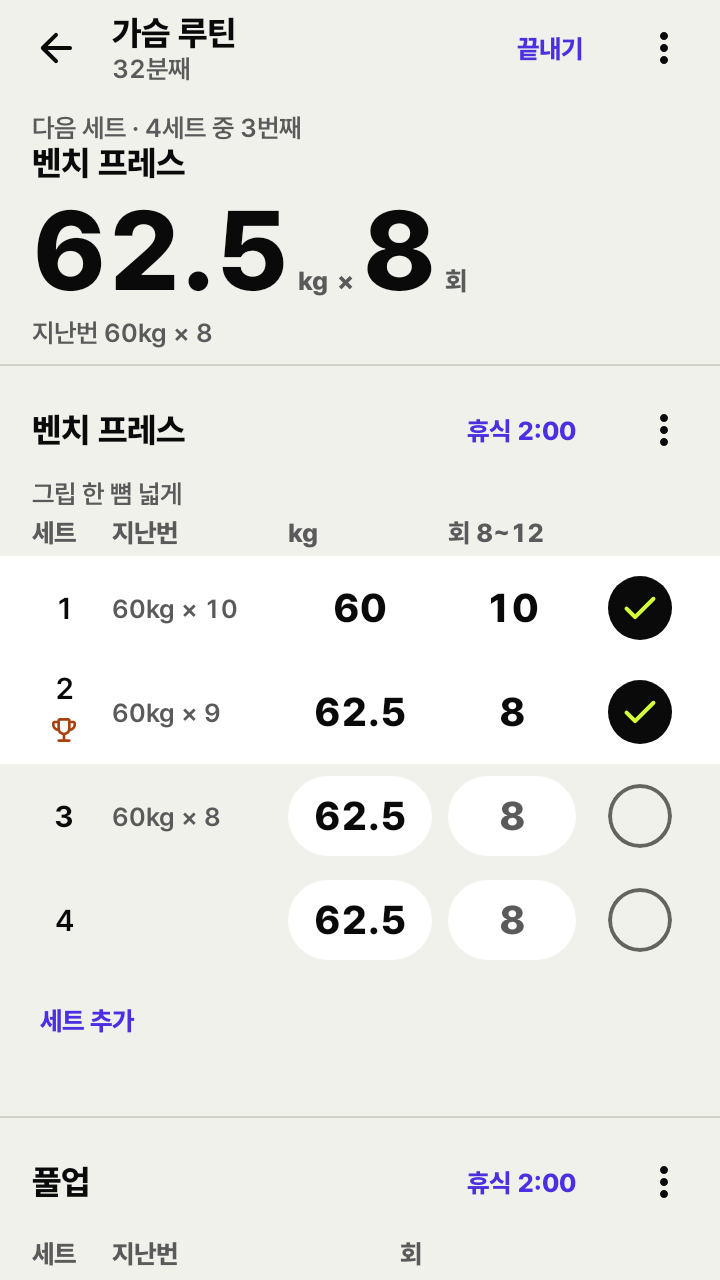 가슴 루틴
32분째
끝내기
다음 세트 · 4세트 중 3번째
벤치 프레스
62.5 kg × 8 회
지난번 60kg × 8
벤치 프레스
휴식 2:00
그립 한 뼘 넓게
세트 지난번 kg 회 8~12
1 60kg × 10 60 10
2 60kg × 9 62.5 8
3 60kg × 8 62.5 8
4 62.5 8
세트 추가
풀업
휴식 2:00
세트 지난번 회